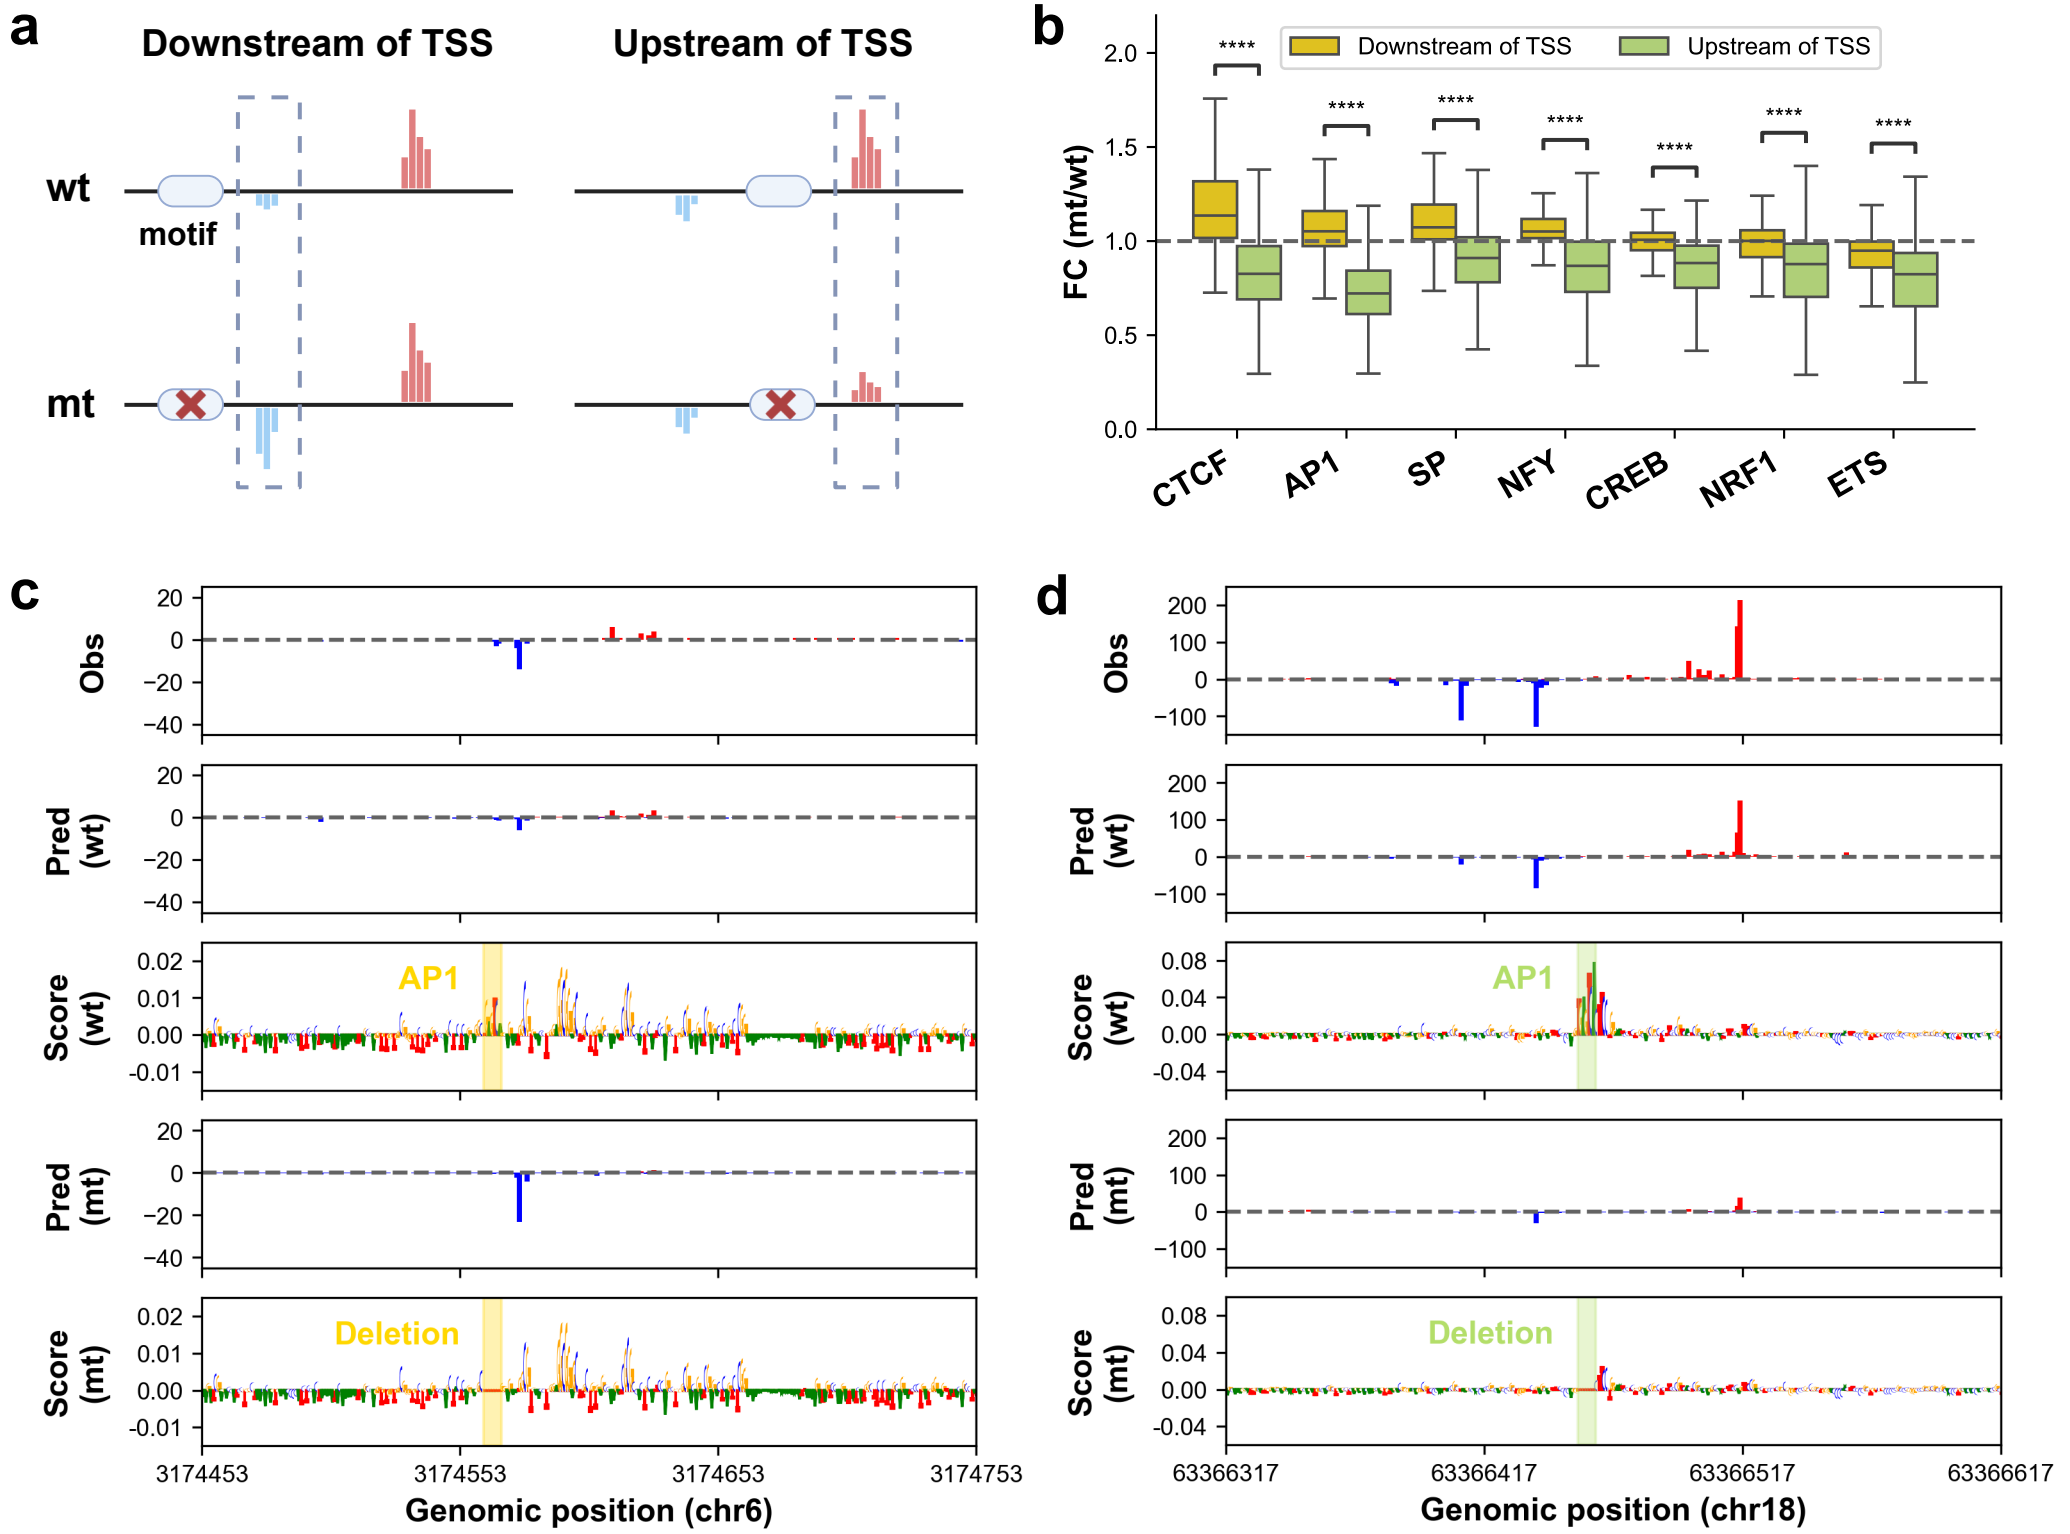 a
Downstream of TSS
Upstream of TSS
wt
motif
mt
b
FC (mt/wt)
2.0
1.5
1.0
0.5
0.0
Downstream of TSS
Upstream of TSS
****
****
****
****
****
****
****
CTCF
AP1
SP
NFY
CREB
NRF1
ETS
c
Obs
20
0
−20
−40
Pred
(wt)
20
0
−20
−40
Score
(wt)
0.02
0.01
0.00
-0.01
AP1
Pred
(mt)
20
0
−20
−40
Score
(mt)
0.02
0.01
0.00
-0.01
Deletion
3174453
3174553
3174653
3174753
Genomic position (chr6)
d
Obs
200
100
0
−100
Pred
(wt)
200
100
0
−100
Score
(wt)
0.08
0.04
0.00
-0.04
AP1
Pred
(mt)
200
100
0
−100
Score
(mt)
0.08
0.04
0.00
-0.04
Deletion
63366317
63366417
63366517
63366617
Genomic position (chr18)